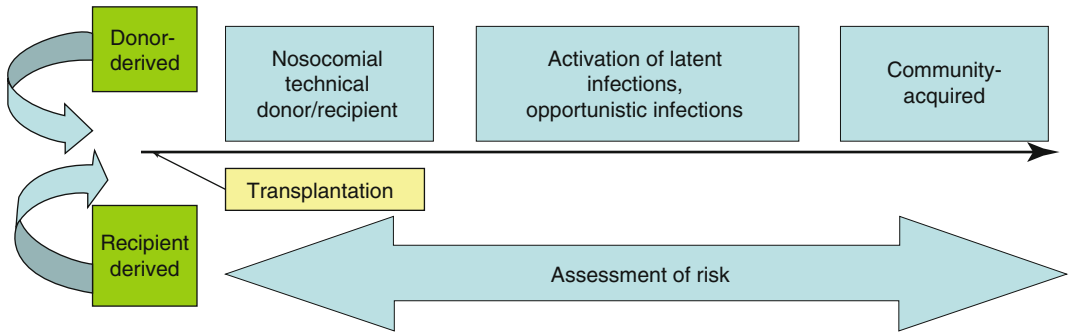 Donor-
derived
Nosocomial
technical
donor/recipient
Activation of latent
infections,
opportunistic infections
Community-
acquired
Transplantation
Recipient
derived
Assessment of risk